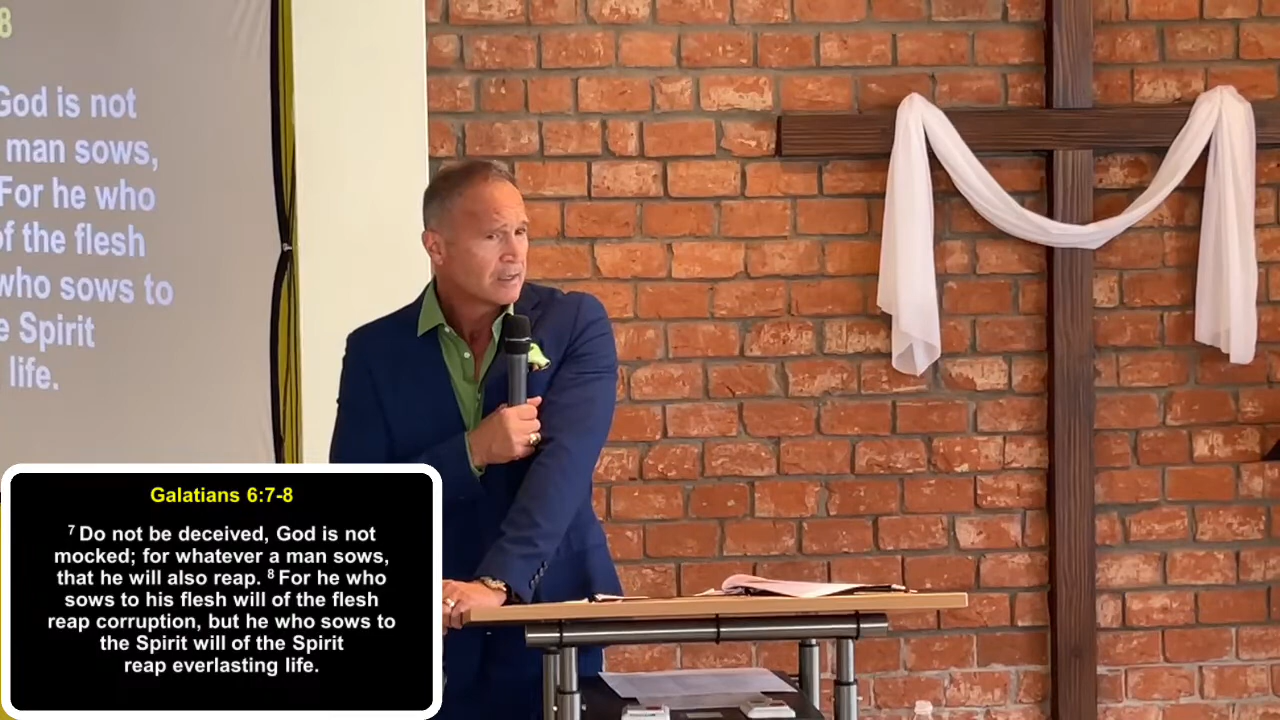 8
God is not
man sows,
For he who
of the flesh
who sows to
e Spirit
life.
Galatians 6:7-8
7 Do not be deceived, God is not
mocked; for whatever a man sows,
that he will also reap. 8 For he who
sows to his flesh will of the flesh
reap corruption, but he who sows to
the Spirit will of the Spirit
reap everlasting life.